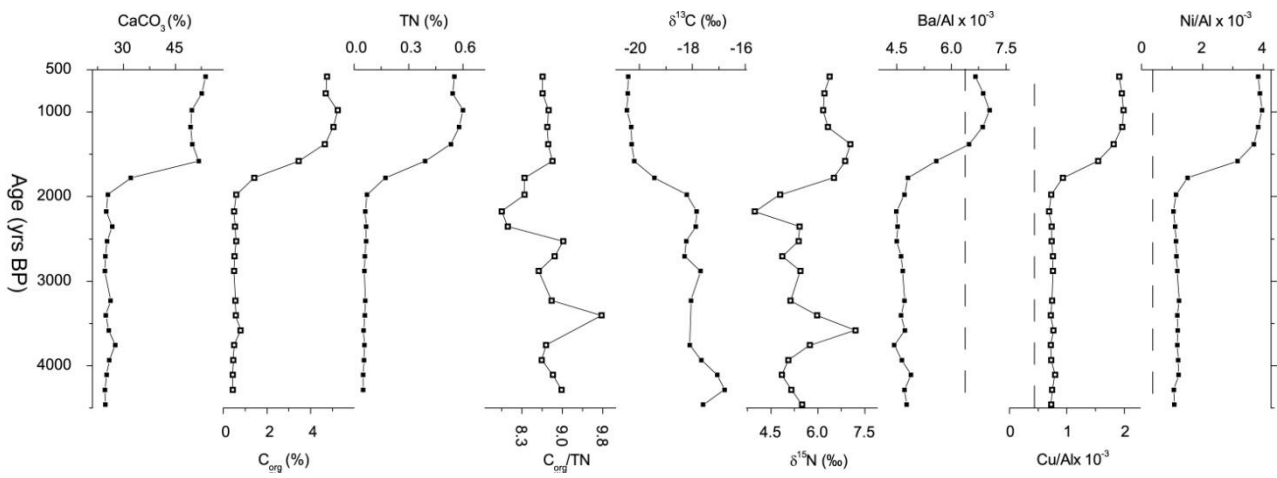 CaCO3 (%) TN (%) δ13C (‰) Ba/Al x 10-3 Ni/Al x 10-3
30 45 0.0 0.3 0.6 -20 -18 -16 4.5 6.0 7.5 0 2 4
500
1000
2000
3000
4000
Age (yrs BP)
0 2 4 8.3 9.0 9.8 4.5 6.0 7.5 0 1 2
Corg (%) Corg/TN δ15N (‰) Cu/Alx 10-3